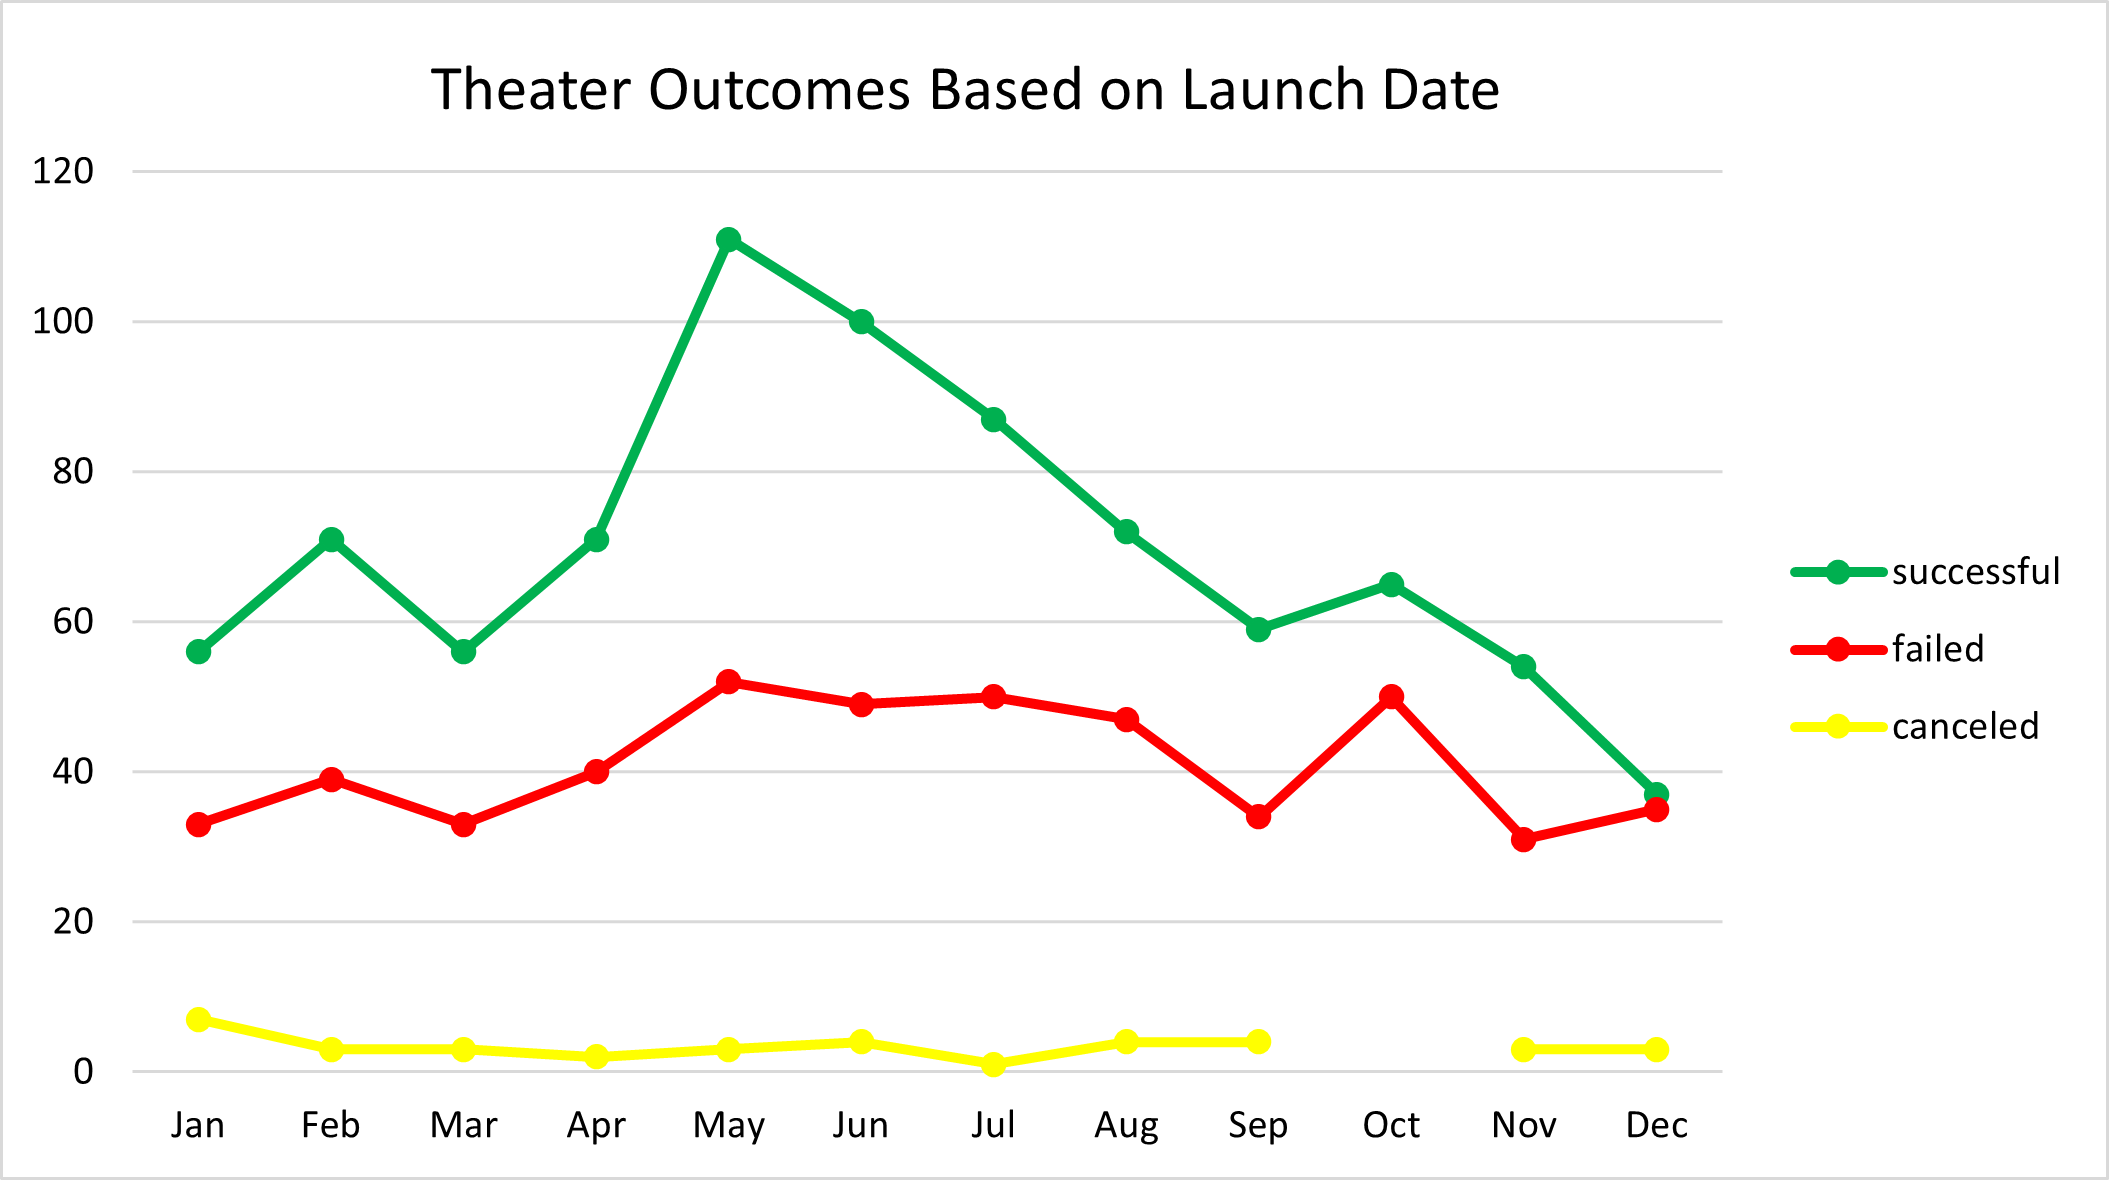 Theater Outcomes Based on Launch Date
120
100
80
60
40
20
0
Jan Feb Mar Apr May Jun Jul Aug Sep Oct Nov Dec
successful
failed
canceled